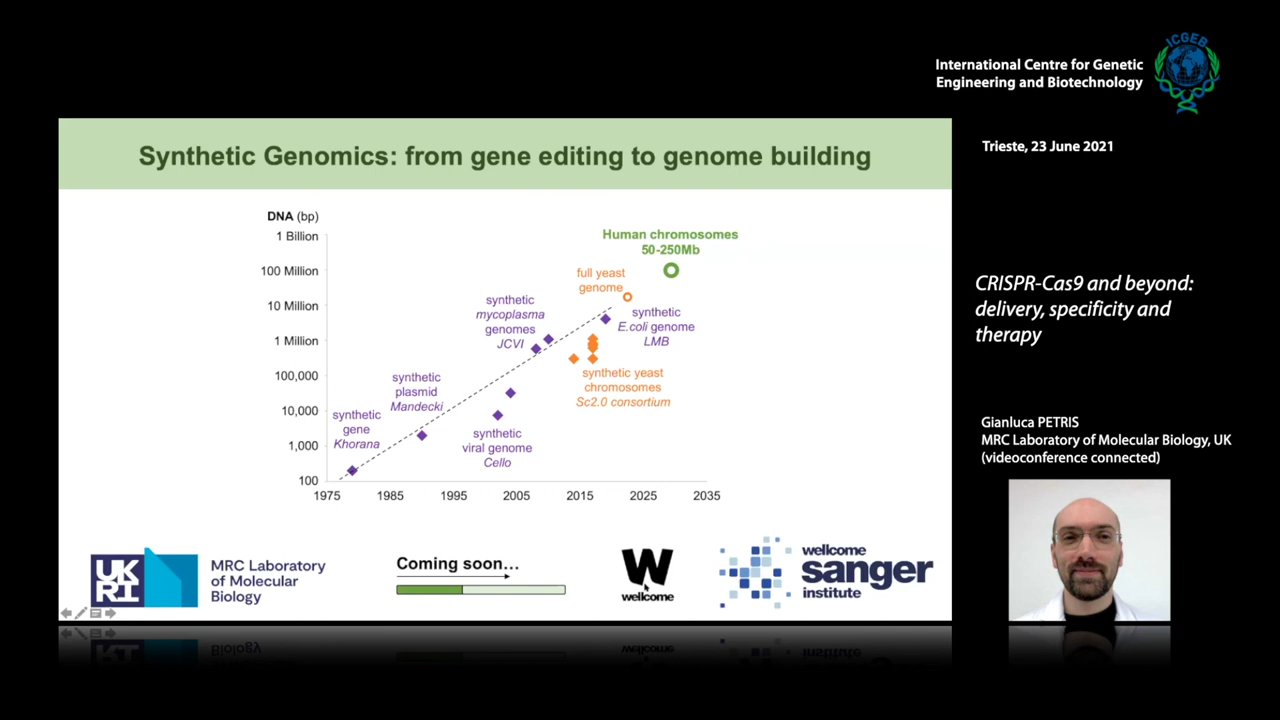 ICGEB
International Centre for Genetic
Engineering and Biotechnology
Trieste, 23 June 2021
Synthetic Genomics: from gene editing to genome building
DNA (bp)
1 Billion
100 Million
10 Million
1 Million
100,000
10,000
1,000
100
1975
1985
1995
2005
2015
2025
2035
synthetic
gene
Khorana
synthetic
plasmid
Mandecki
synthetic
viral genome
Cello
synthetic
mycoplasma
genomes
JCVI
synthetic yeast
chromosomes
Sc2.0 consortium
synthetic
E.coli genome
LMB
full yeast
genome
Human chromosomes
50-250Mb
UK
RI
MRC Laboratory
of Molecular
Biology
Coming soon...
W
wellcome
wellcome
sanger
institute
CRISPR-Cas9 and beyond:
delivery, specificity and
therapy
Gianluca PETRIS
MRC Laboratory of Molecular Biology, UK
(videoconference connected)